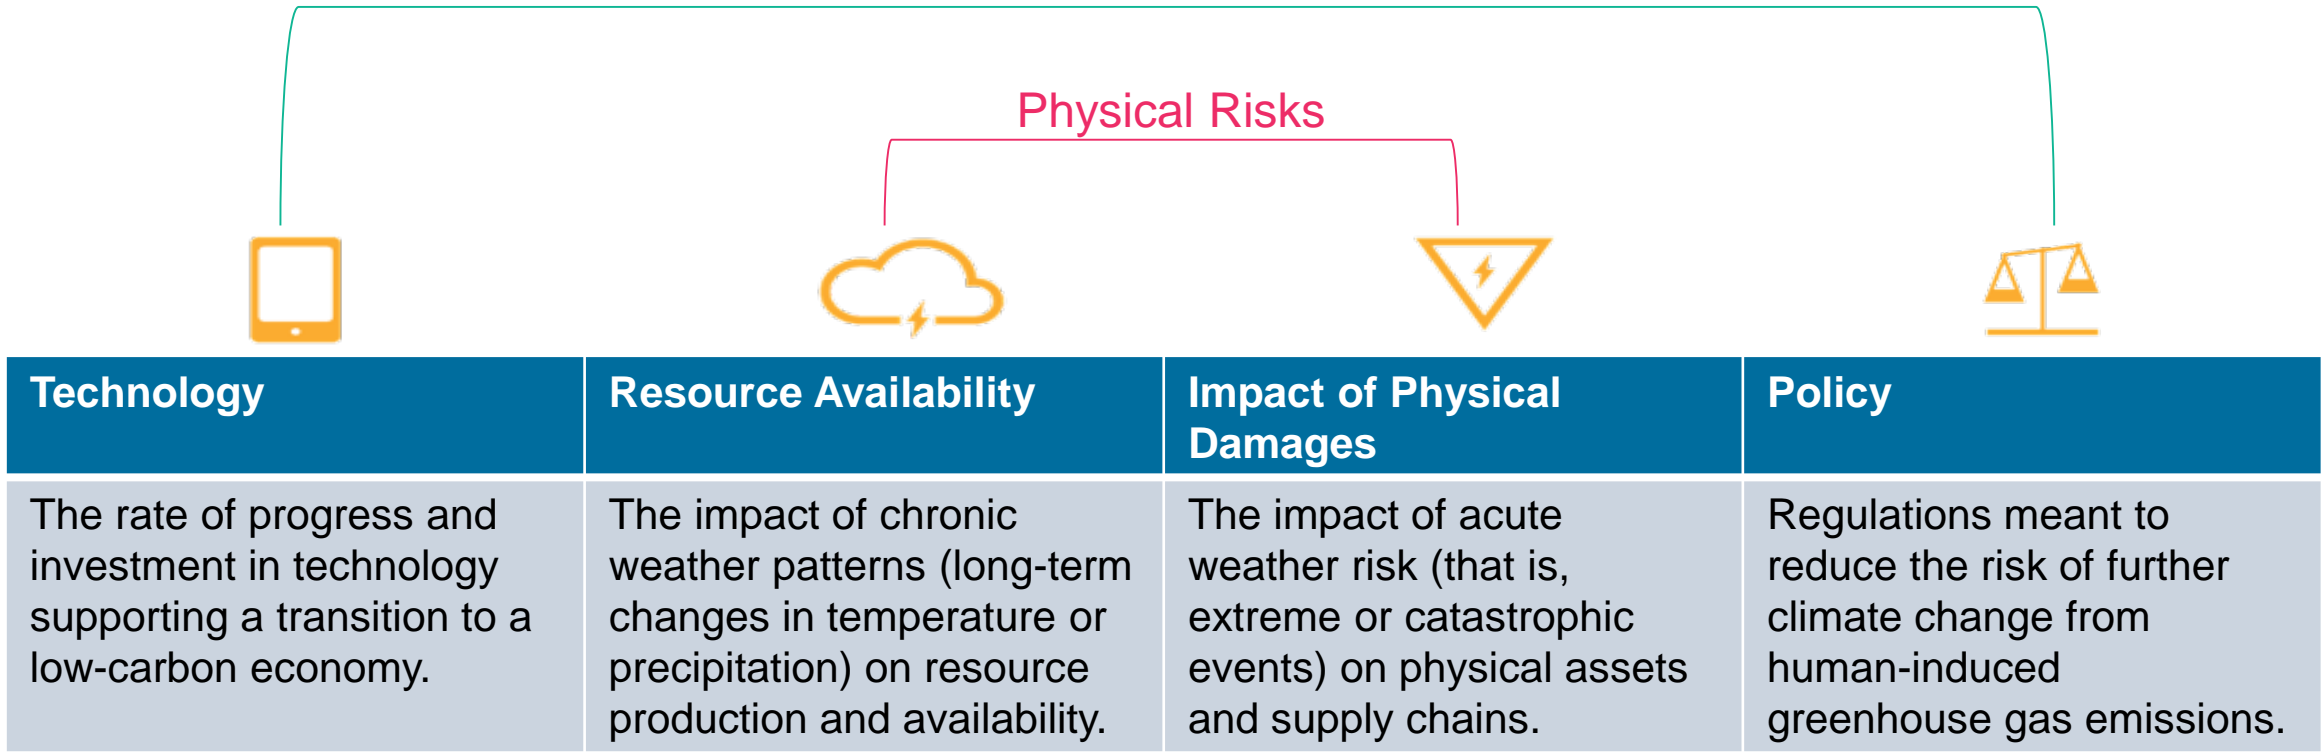 Physical Risks
Technology
Resource Availability
Impact of Physical
Damages
Policy
The rate of progress and
investment in technology
supporting a transition to a
low-carbon economy.
The impact of chronic
weather patterns (long-term
changes in temperature or
precipitation) on resource
production and availability.
The impact of acute
weather risk (that is,
extreme or catastrophic
events) on physical assets
and supply chains.
Regulations meant to
reduce the risk of further
climate change from
human-induced
greenhouse gas emissions.